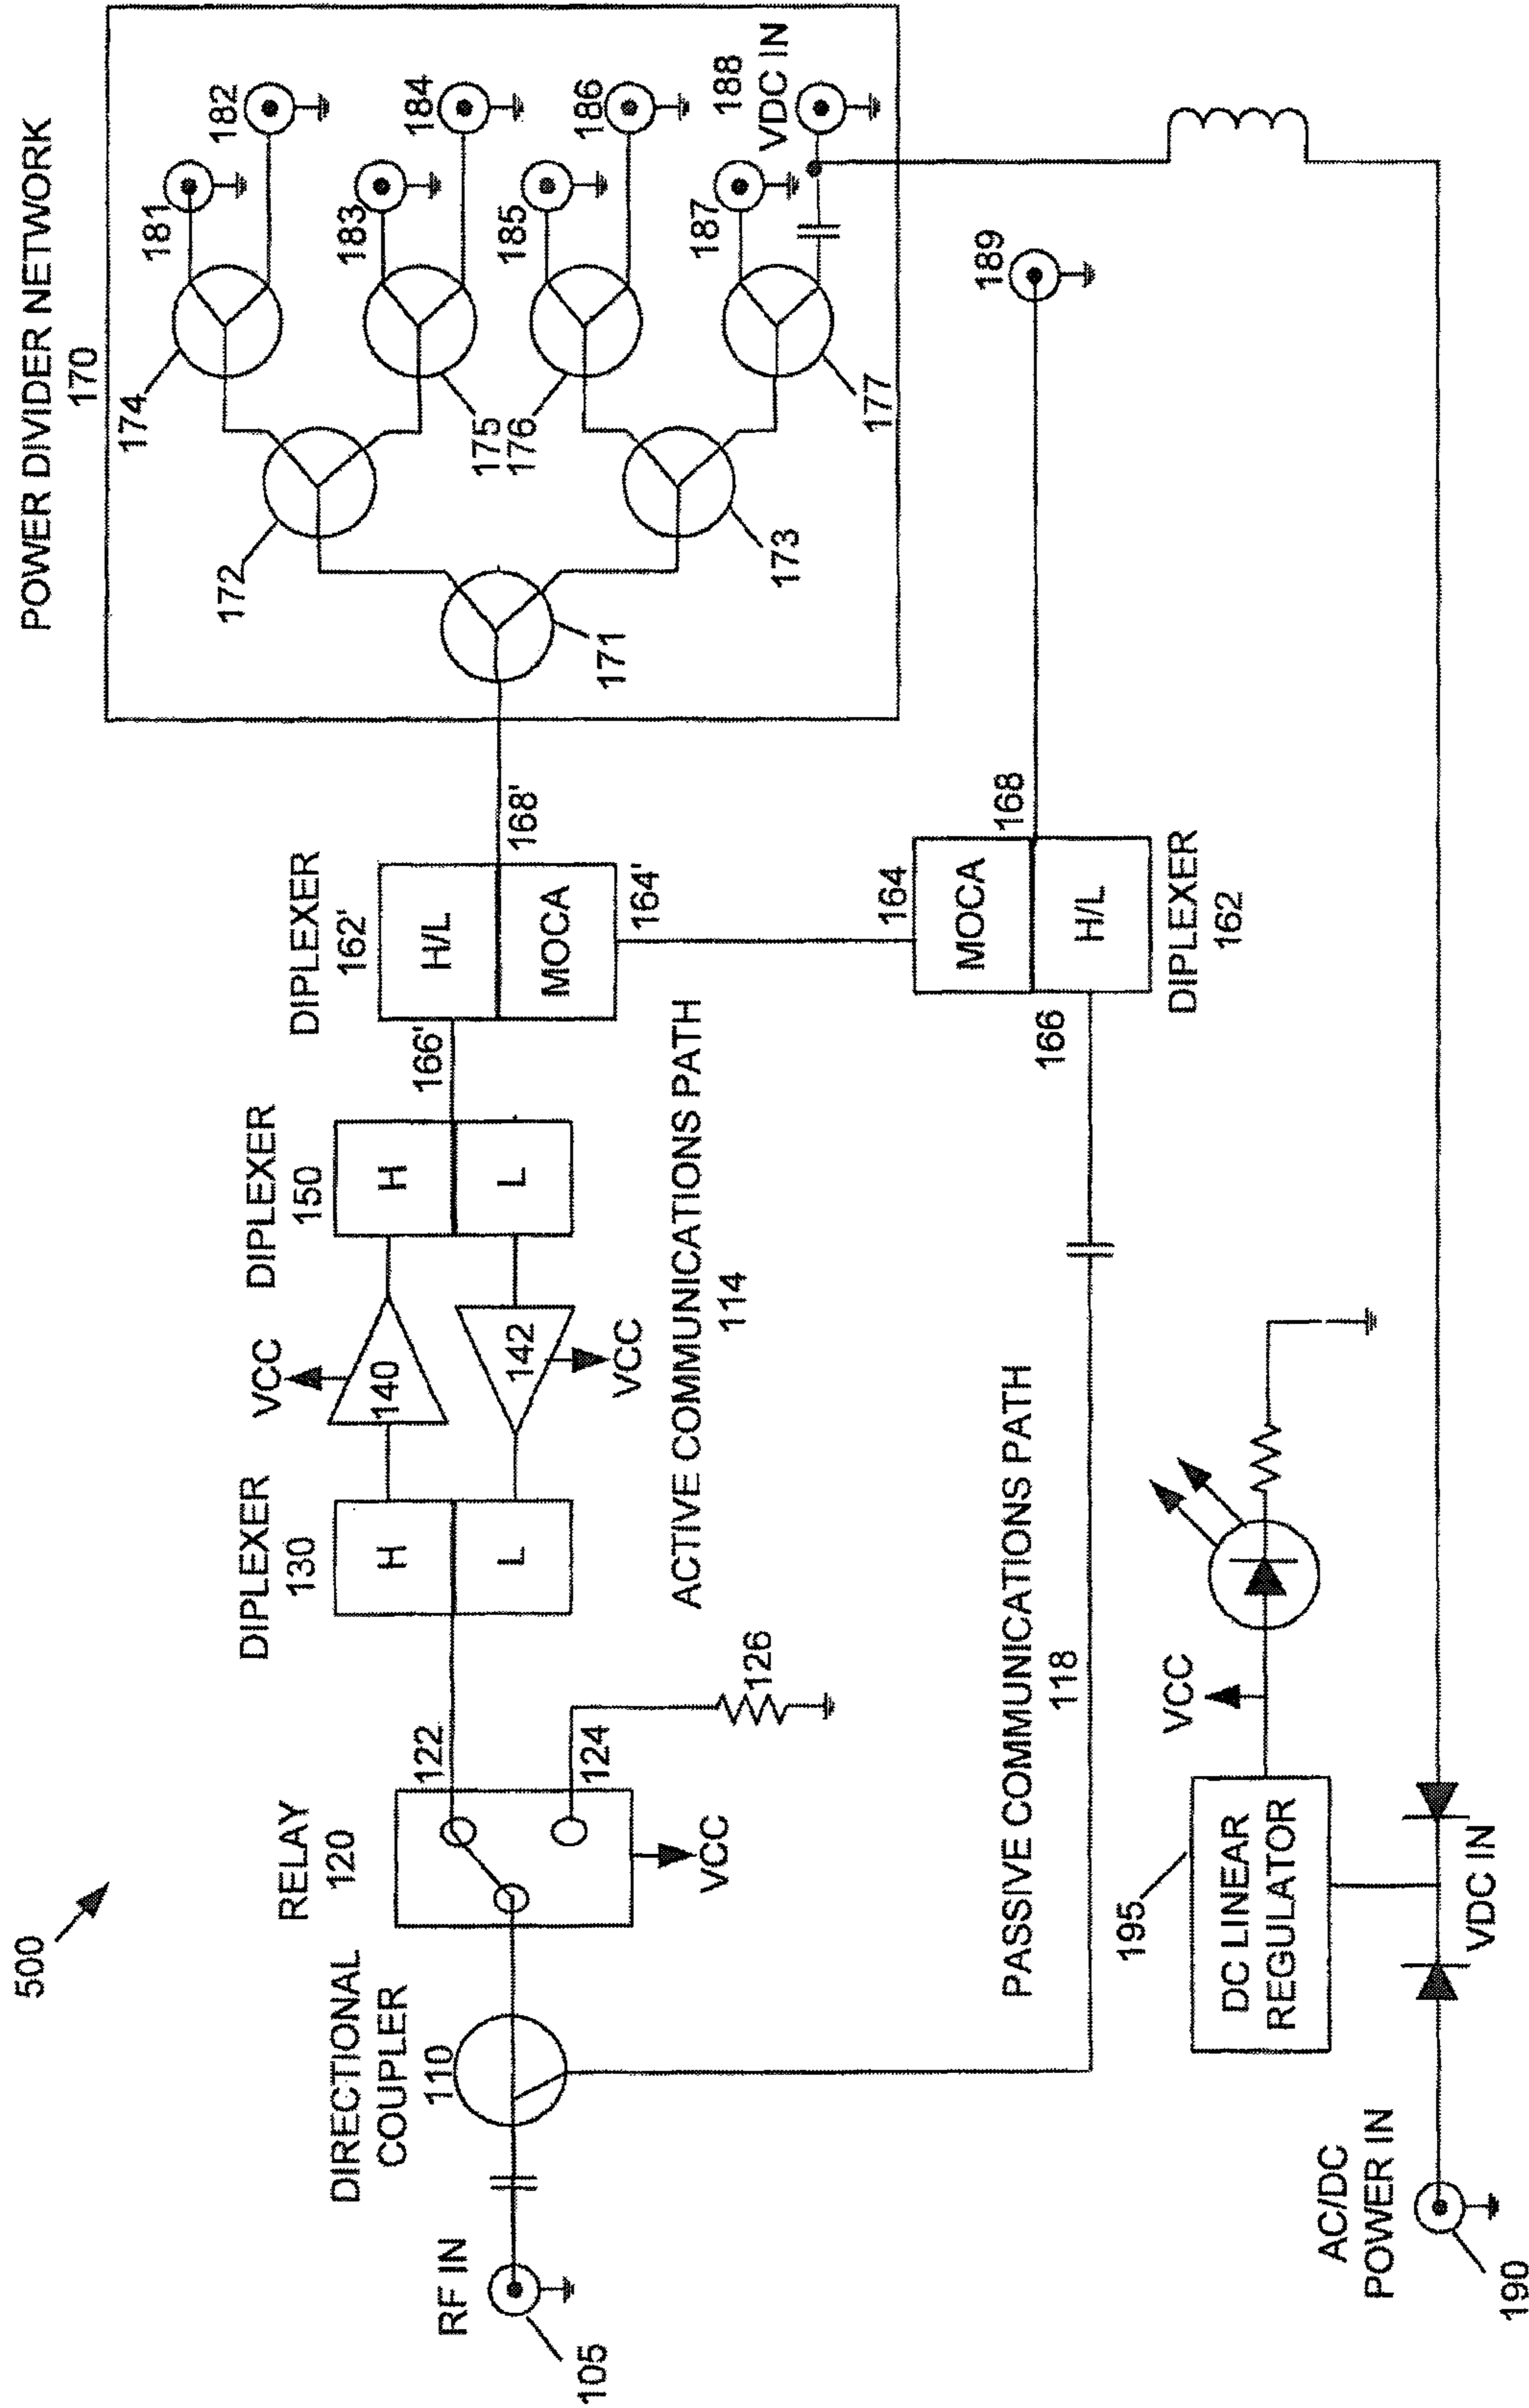 500
POWER DIVIDER NETWORK
170
181
182
183
184
185
186
187
188
VDC IN
174
175
176
177
172
173
171
189
DIPLEXER
162'
H/L
MOCA
166'
168'
164'
164
168
MOCA
H/L
166
DIPLEXER
162
DIPLEXER
150
H
L
VCC
140
142
VCC
DIPLEXER
130
H
L
ACTIVE COMMUNICATIONS PATH
114
RELAY
120
122
124
126
VCC
DIRECTIONAL
COUPLER
110
RF IN
105
PASSIVE COMMUNICATIONS PATH
118
VCC
195
DC LINEAR
REGULATOR
VDC IN
AC/DC
POWER IN
190